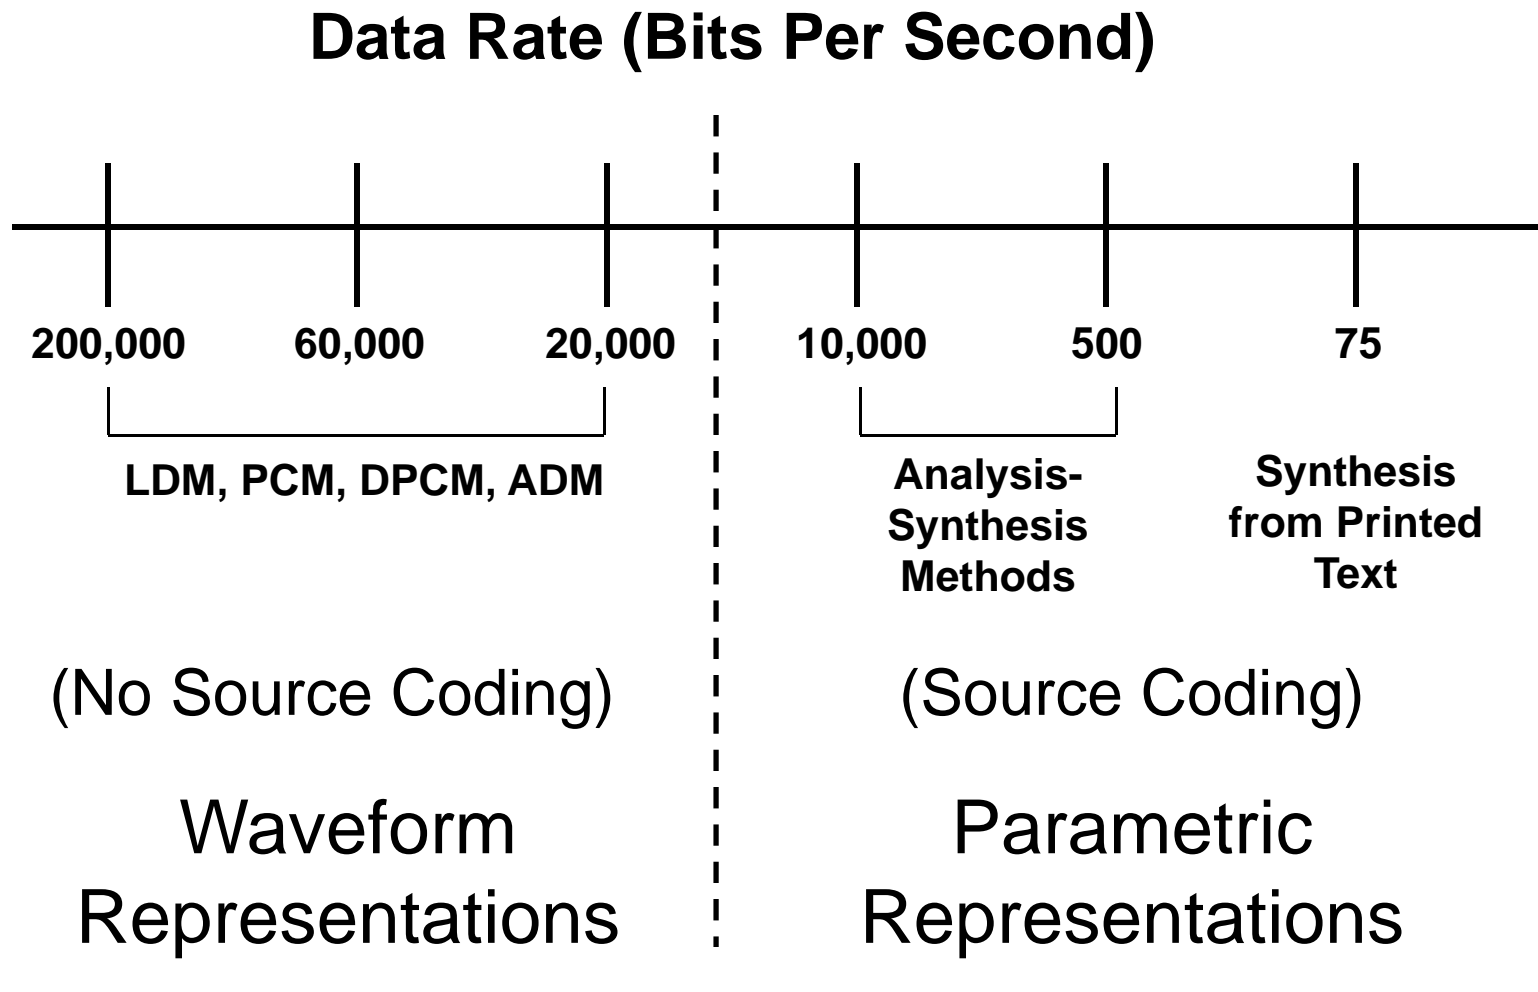 Data Rate (Bits Per Second)
200,000 60,000 20,000 10,000 500 75
LDM, PCM, DPCM, ADM
Analysis-
Synthesis
Methods
Synthesis
from Printed
Text
(No Source Coding)
(Source Coding)
Waveform
Representations
Parametric
Representations